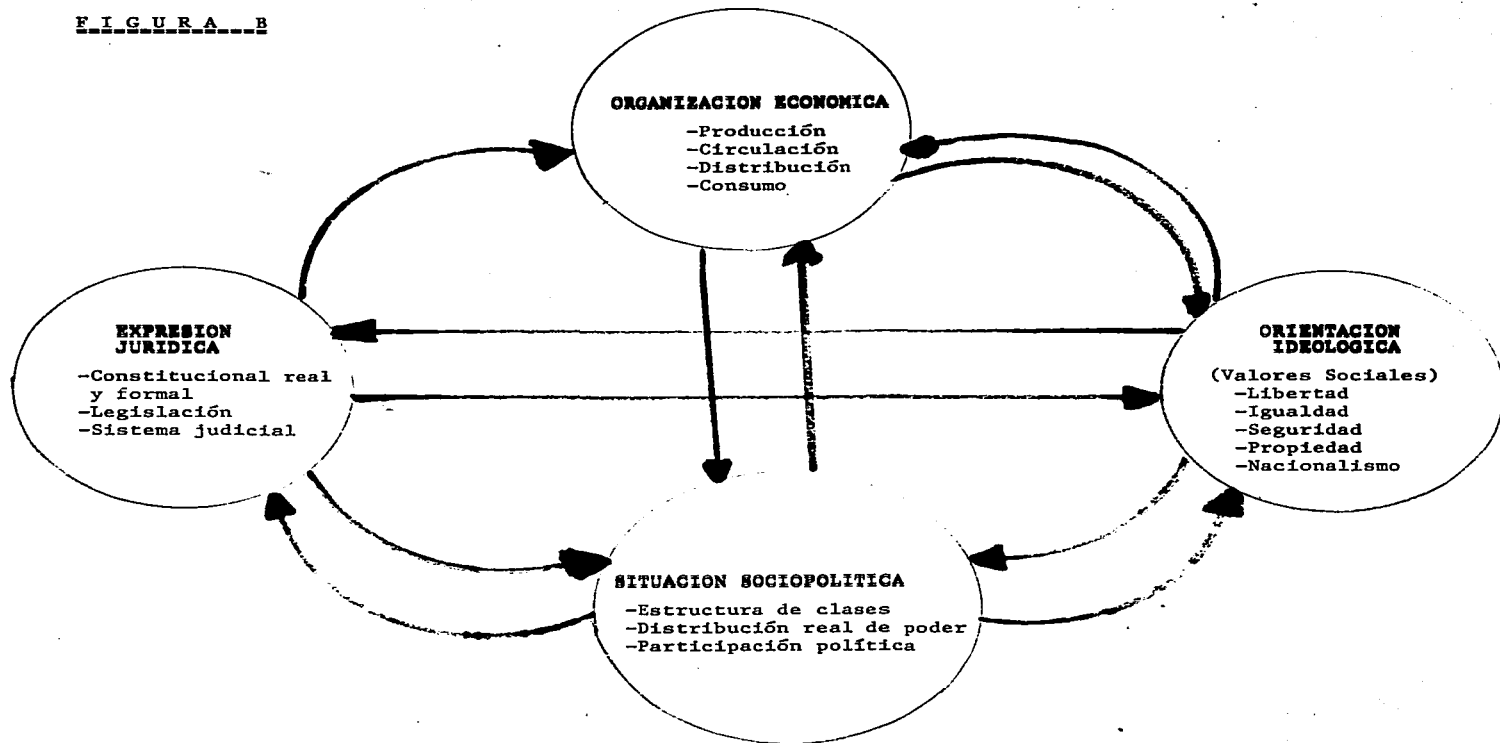 FIGURA B
ORGANIZACION ECONOMICA
-Producción
-Circulación
-Distribución
-Consumo
EXPRESION
JURIDICA
-Constitucional real
y formal
-Legislación
-Sistema judicial
ORIENTACION
IDEOLOGICA
(Valores Sociales)
-Libertad
-Igualdad
-Seguridad
-Propiedad
-Nacionalismo
SITUACION SOCIOPOLITICA
-Estructura de clases
-Distribución real de poder
-Participación política